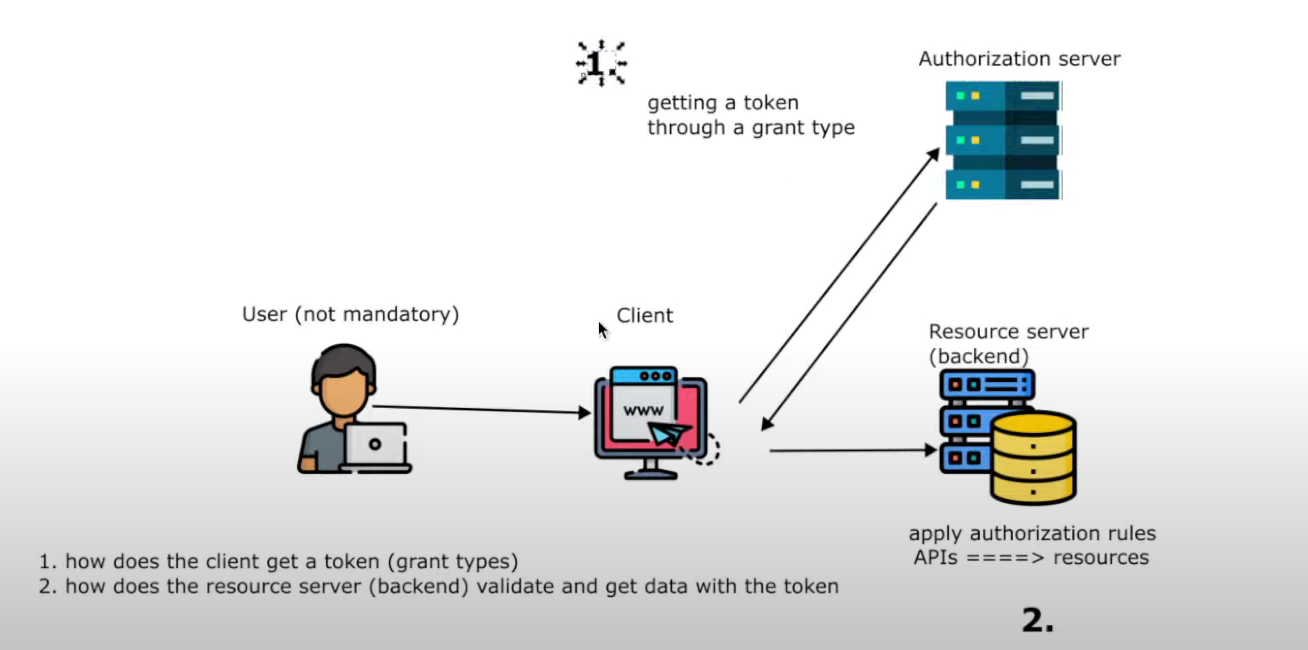 1.
Authorization server
getting a token
through a grant type
User (not mandatory)
Client
Resource server
(backend)
www
apply authorization rules
APIs ====> resources
1. how does the client get a token (grant types)
2. how does the resource server (backend) validate and get data with the token
2.